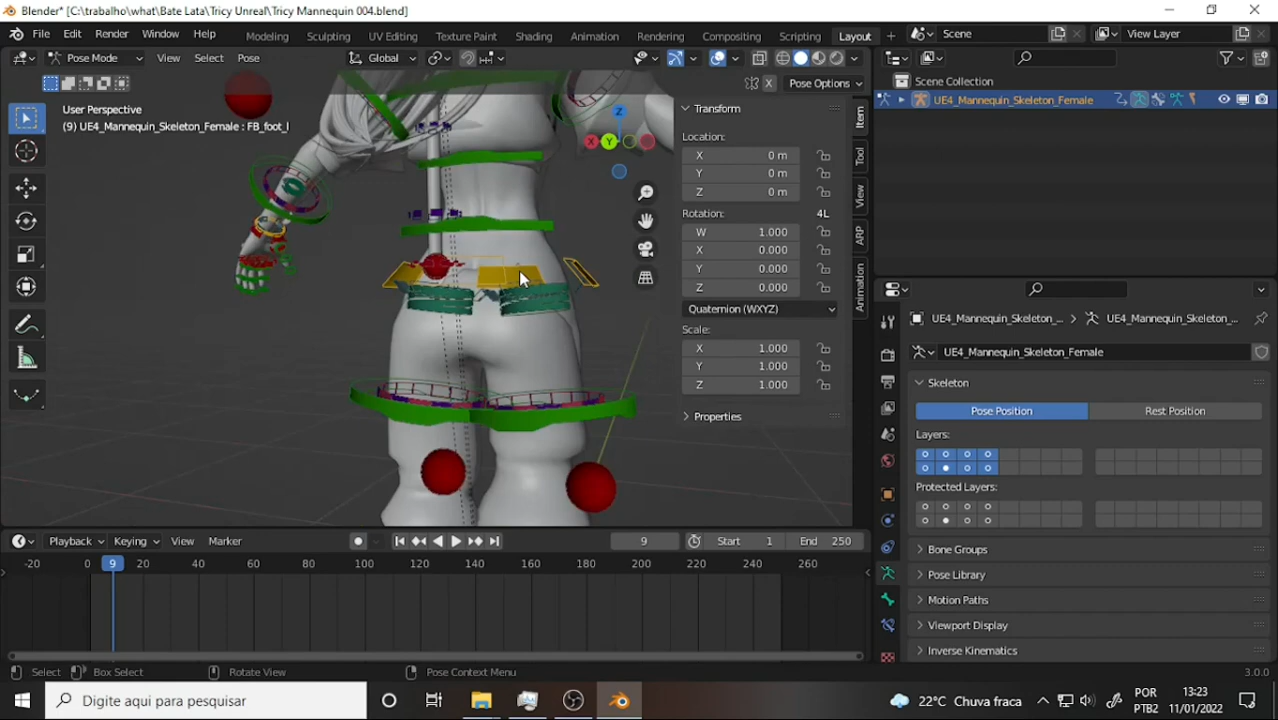 Blender* [C:\trabalho\what\Bate Lata\Tricy Unreal\Tricy Mannequin 004.blend]
File Edit Render Window Help Modeling Sculpting UV Editing Texture Paint Shading Animation Rendering Compositing Scripting Layout Scene View Layer
Pose Mode View Select Pose Global
X Pose Options
Scene Collection
UE4_Mannequin_Skeleton_Female
User Perspective
(9) UE4_Mannequin_Skeleton_Female : FB_foot_l
Z
X
Y
Transform
Location:
X 0 m
Y 0 m
Z 0 m
Rotation: 4L
W 1.000
X 0.000
Y 0.000
Z 0.000
Quaternion (WXYZ)
Scale:
X 1.000
Y 1.000
Z 1.000
Properties
Item
Tool
View
ARP
Animation
UE4_Mannequin_Skeleton_... UE4_Mannequin_Skeleton_...
UE4_Mannequin_Skeleton_Female
Skeleton
Pose Position Rest Position
Layers:
Protected Layers:
Bone Groups
Pose Library
Motion Paths
Viewport Display
Inverse Kinematics
Playback Keying View Marker 9 Start 1 End 250
-20 0 9 20 40 60 80 100 120 140 160 180 200 220 240 260
Select Box Select Rotate View Pose Context Menu 3.0.0
Digite aqui para pesquisar
22°C Chuva fraca
POR
PTB2
13:23
11/01/2022